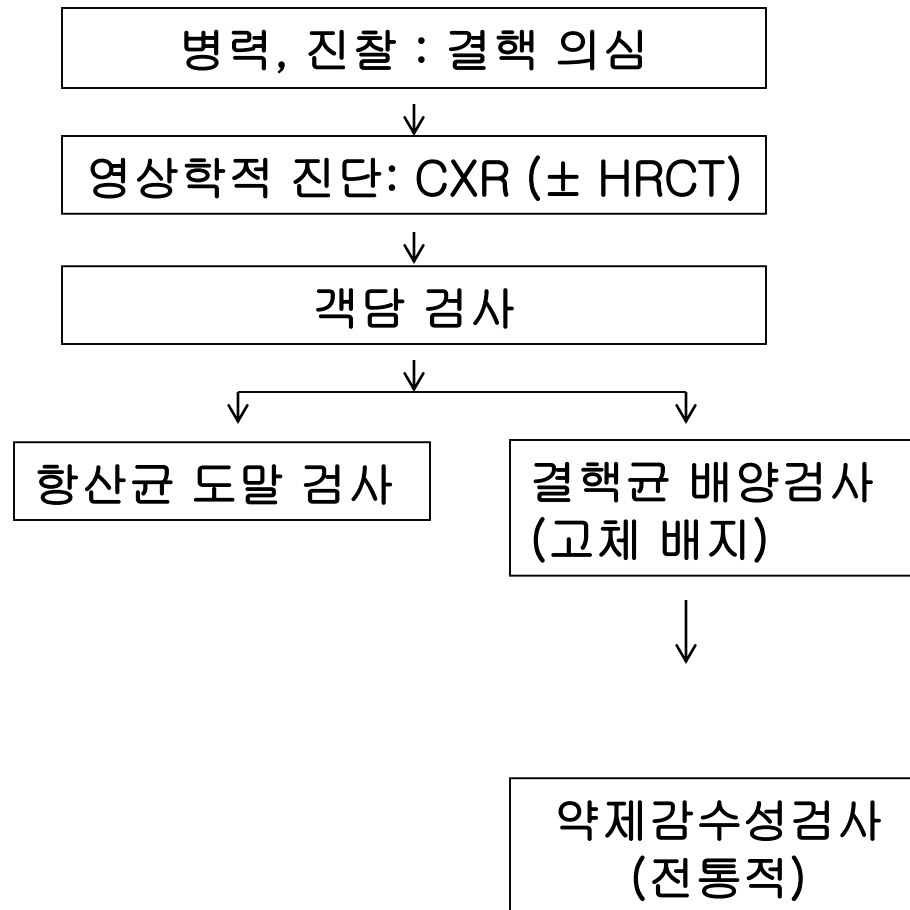 병력, 진찰 : 결핵 의심
영상학적 진단: CXR (± HRCT)
객담 검사
항산균 도말 검사
결핵균 배양검사
(고체 배지)
약제감수성검사
(전통적)